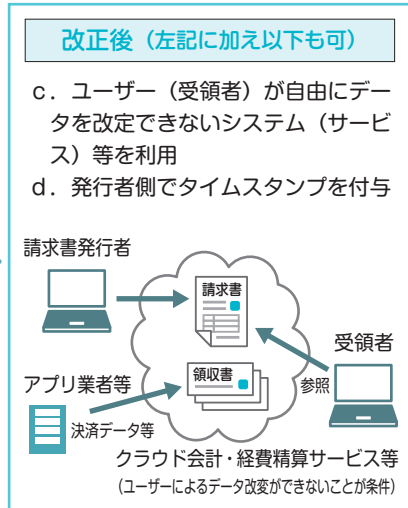 改正後（左記に加え以下も可）
c．ユーザー（受領者）が自由にデー
タを改定できないシステム（サービ
ス）等を利用
d．発行者側でタイムスタンプを付与
請求書発行者
請求書
受領者
アプリ業者等
領収書
参照
決済データ等
クラウド会計・経費精算サービス等
（ユーザーによるデータ改変ができないことが条件）